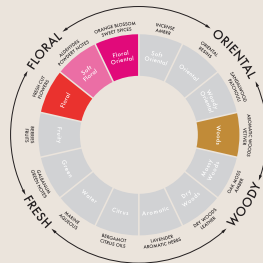 FLORAL
ORIENTAL
WOODY
FRESH
ORANGE BLOSSOM
SWEET SPICES
INCENSE
AMBER
ORIENTAL
RESINS
SANDALWOOD
PATCHOULI
AROMATIC WOODS
VETIVER
OAK MOSS
AMBER
DRY WOODS
LEATHER
LAVENDER
AROMATIC HERBS
BERGAMOT
CITRUS OILS
MARINE
AQUEOUS
GALBANUM
GREEN NOTES
BERRIES
FRUITS
FRESH CUT
FLOWERS
ALDEHYDES
POWDERY NOTES
Floral
Oriental
Soft
Oriental
Oriental
Woody
Oriental
Woods
Mossy
Woods
Dry
Woods
Aromatic
Citrus
Water
Green
Fruity
Floral
Floral